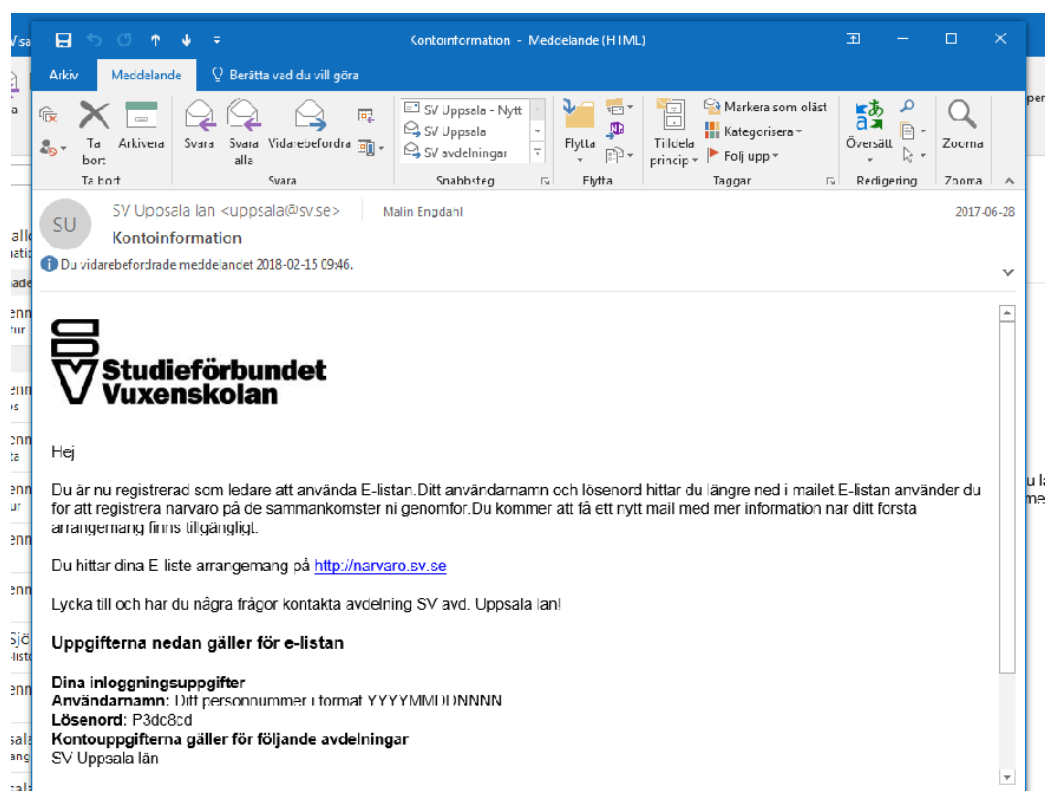 Kontoinformation - Meddelande (HTML)
Arkiv Meddelande Berätta vad du vill göra
Ta bort Arkivera Svara Svara alla Vidarebefordra
SV Uppsala - Nytt
SV Uppsala
SV avdelningar
Flytta Tilldela princip
Markera som oläst
Kategorisera
Följ upp
Översätt Zooma
Ta bort Svara Snabbsteg Flytta Taggar Redigering Zooma
SU
SV Uppsala lan <uppsala@sv.se> Malin Engdahl 2017-06-28
Kontoinformation
Du vidarebefordrade meddelandet 2018-02-15 09:46.
Studieförbundet
Vuxenskolan
Hej
Du är nu registrerad som ledare att använda E-listan.Ditt användarnamn och lösenord hittar du längre ned i mailet.E-listan använder du
for att registrera narvaro på de sammankomster ni genomfor.Du kommer att få ett nytt mail med mer information nar ditt forsta
arrangemang finns tillgängligt.
Du hittar dina E liste arrangemang på http://narvaro.sv.se
Lycka till och har du några frågor kontakta avdelning SV avd. Uppsala lan!
Uppgifterna nedan gäller för e-listan
Dina inloggningsuppgifter
Användarnamn: Ditt personnummer i format YYYYMMDDNNNN
Lösenord: P3dc8cd
Kontouppgifterna gäller för följande avdelningar
SV Uppsala län